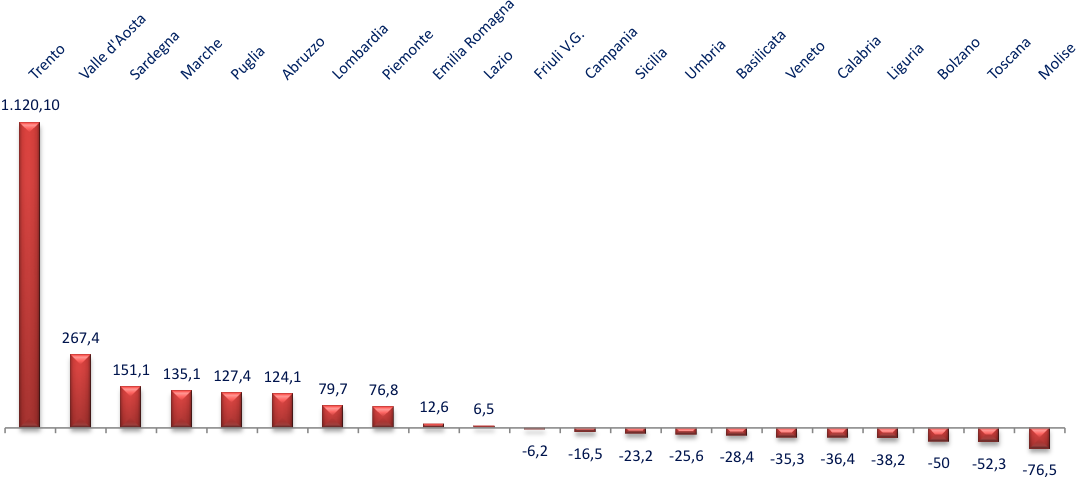 Trento
Valle d'Aosta
Sardegna
Marche
Puglia
Abruzzo
Lombardia
Piemonte
Emilia Romagna
Lazio
Friuli V.G.
Campania
Sicilia
Umbria
Basilicata
Veneto
Calabria
Liguria
Bolzano
Toscana
Molise
1.120,10
267,4
151,1
135,1
127,4
124,1
79,7
76,8
12,6
6,5
-6,2
-16,5
-23,2
-25,6
-28,4
-35,3
-36,4
-38,2
-50
-52,3
-76,5